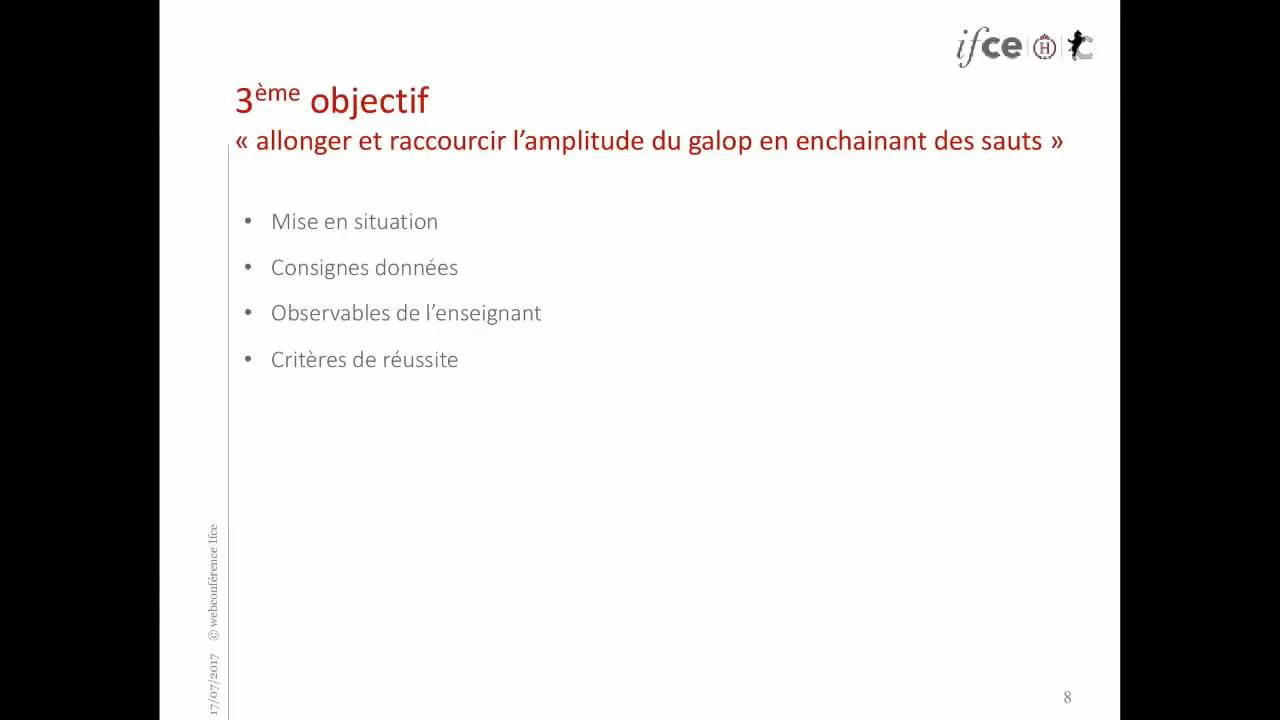 ifce
3ème objectif
« allonger et raccourcir l’amplitude du galop en enchainant des sauts »
• Mise en situation
• Consignes données
• Observables de l’enseignant
• Critères de réussite
17/07/2017 © webconférence Ifce
8